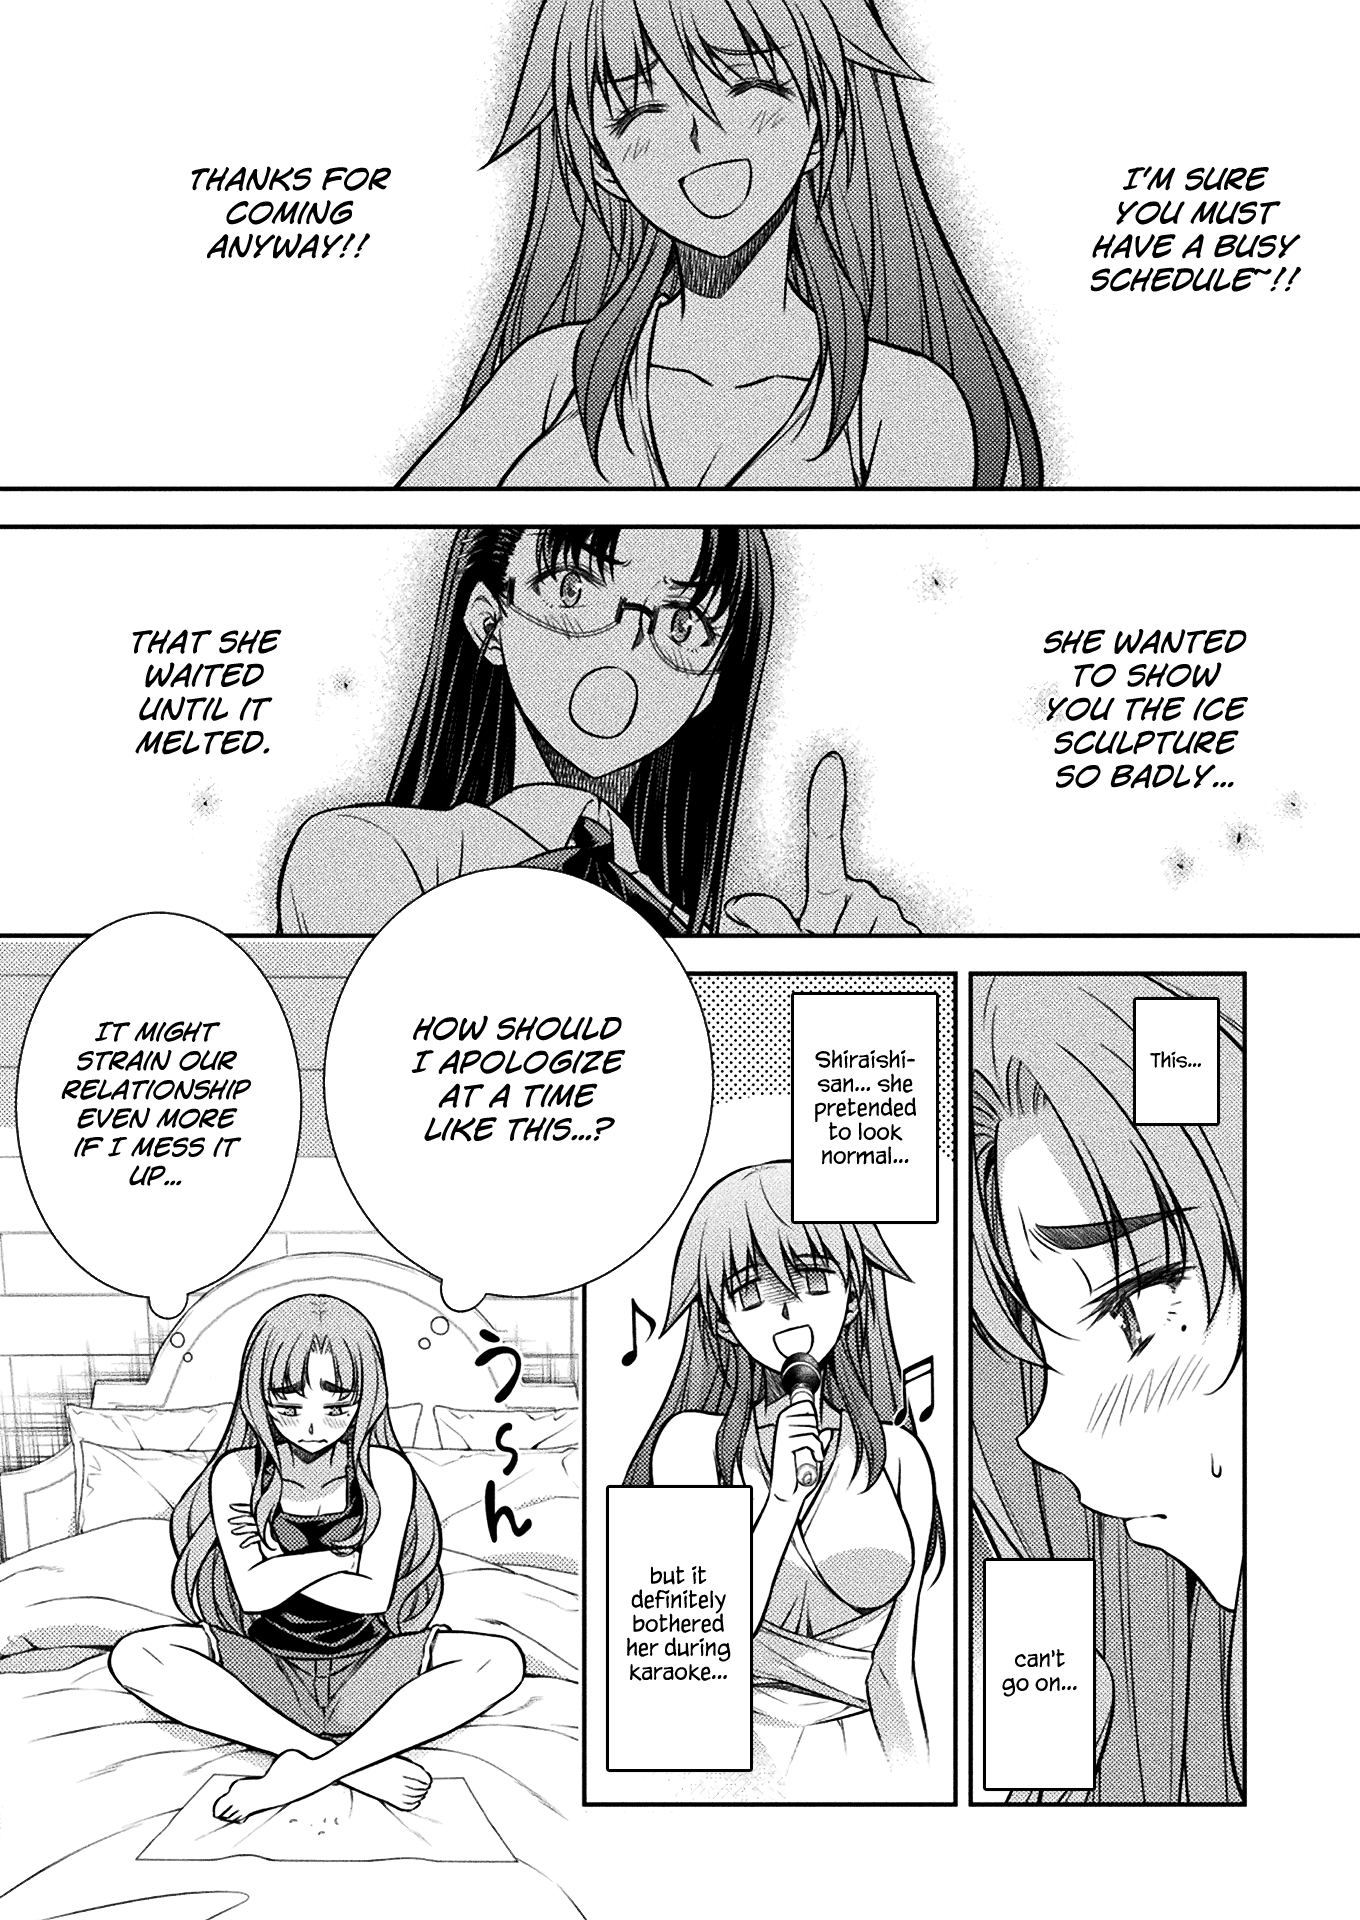 I'M SURE
YOU MUST
HAVE A BUSY
SCHEDULE~!!
THANKS FOR
COMING
ANYWAY!!
SHE WANTED
TO SHOW
YOU THE ICE
SCULPTURE
SO BADLY...
THAT SHE
WAITED
UNTIL IT
MELTED.
This...
can't
go on...
Shiraishi-
san... she
pretended
to look
normal...
but it
definitely
bothered
her during
karaoke...
HOW SHOULD
I APOLOGIZE
AT A TIME
LIKE THIS...?
IT MIGHT
STRAIN OUR
RELATIONSHIP
EVEN MORE
IF I MESS IT
UP...
う~ん